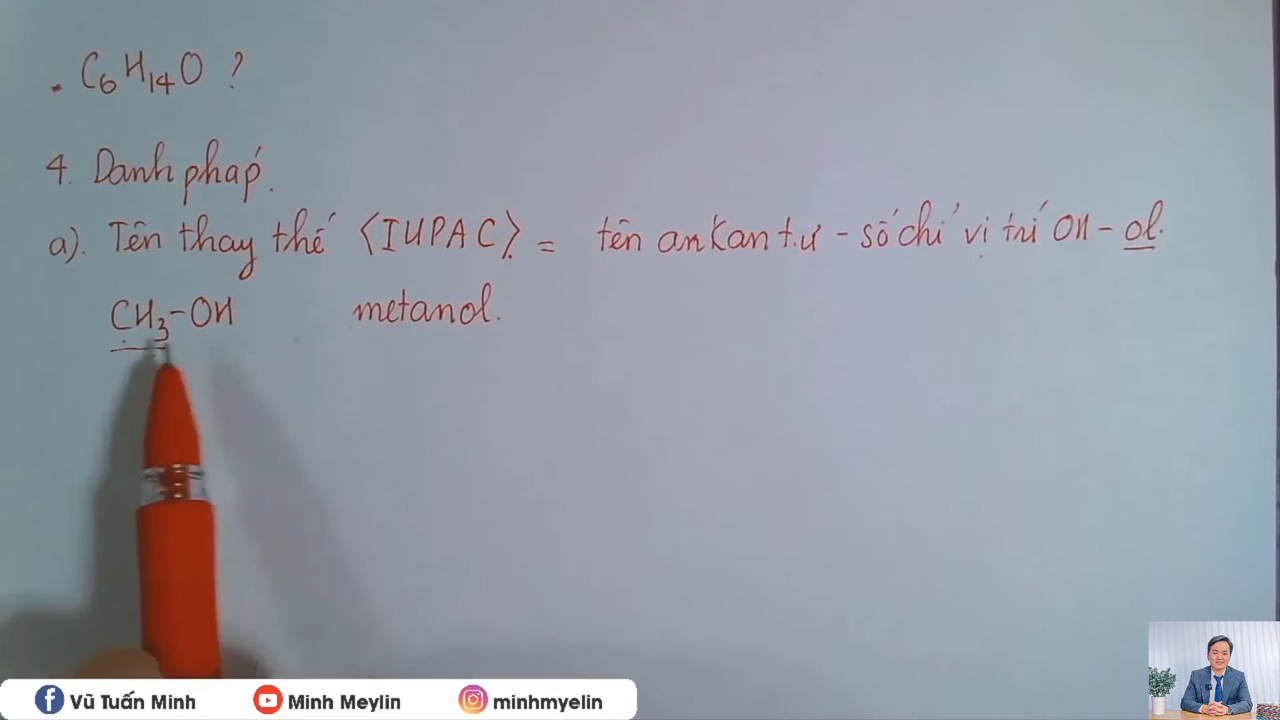 . C₆H₁₄O ?
4. Danh pháp.
a). Tên thay thế <IUPAC>. = tên ankan t.ư - số chỉ vị trí OH - ol.
CH₃-OH metanol.
Vũ Tuấn Minh Minh Meylin minhmyelin